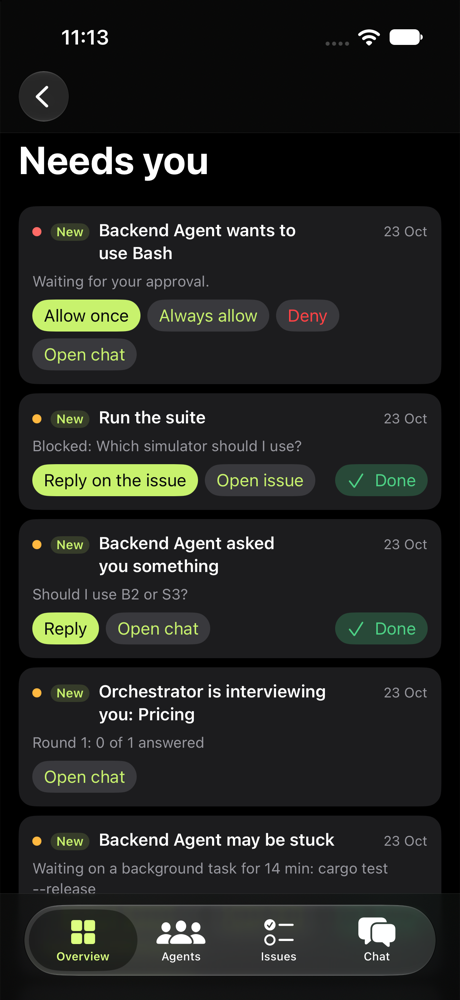 11:13
Needs you
New Backend Agent wants to 23 Oct
use Bash
Waiting for your approval.
Allow once Always allow Deny
Open chat
New Run the suite 23 Oct
Blocked: Which simulator should I use?
Reply on the issue Open issue ✓ Done
New Backend Agent asked 23 Oct
you something
Should I use B2 or S3?
Reply Open chat ✓ Done
New Orchestrator is interviewing 23 Oct
you: Pricing
Round 1: 0 of 1 answered
Open chat
New Backend Agent may be stuck 23 Oct
Waiting on a background task for 14 min: cargo test
--release
Overview Agents Issues Chat